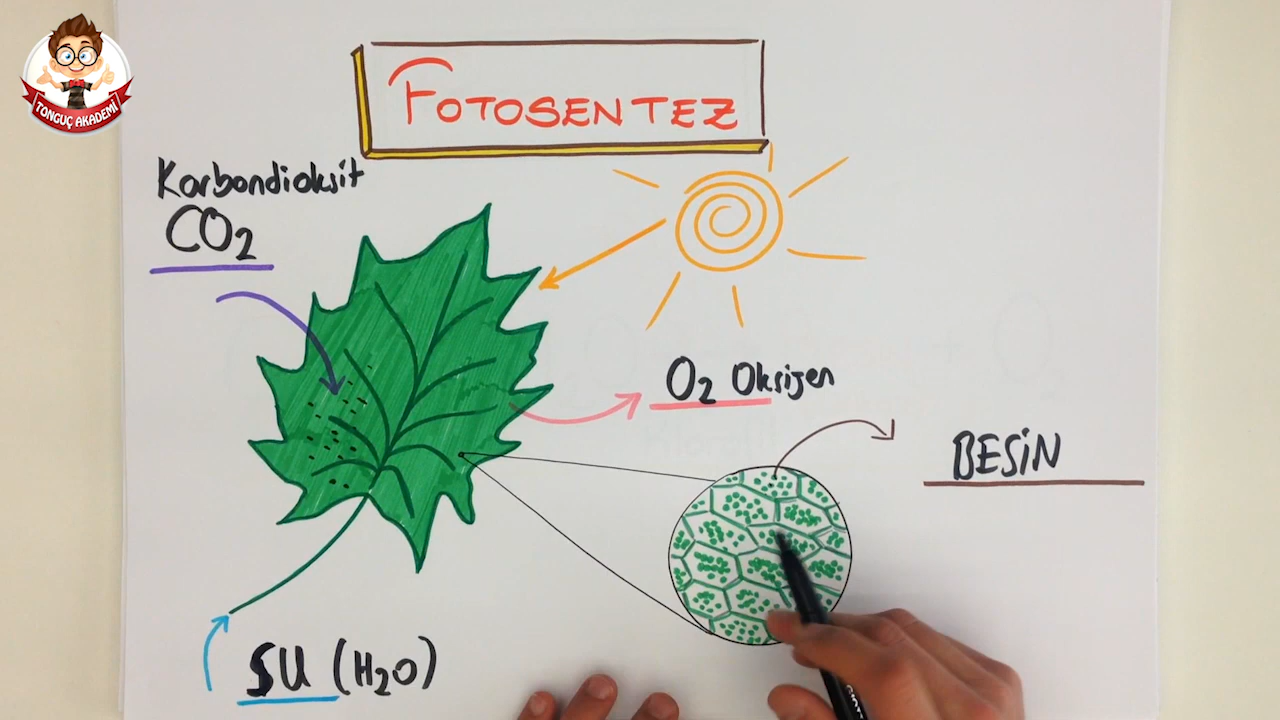 TONGUÇ AKADEMİ
FOTOSENTEZ
Karbondioksit
CO2
O2 Oksijen
BESİN
SU (H2O)